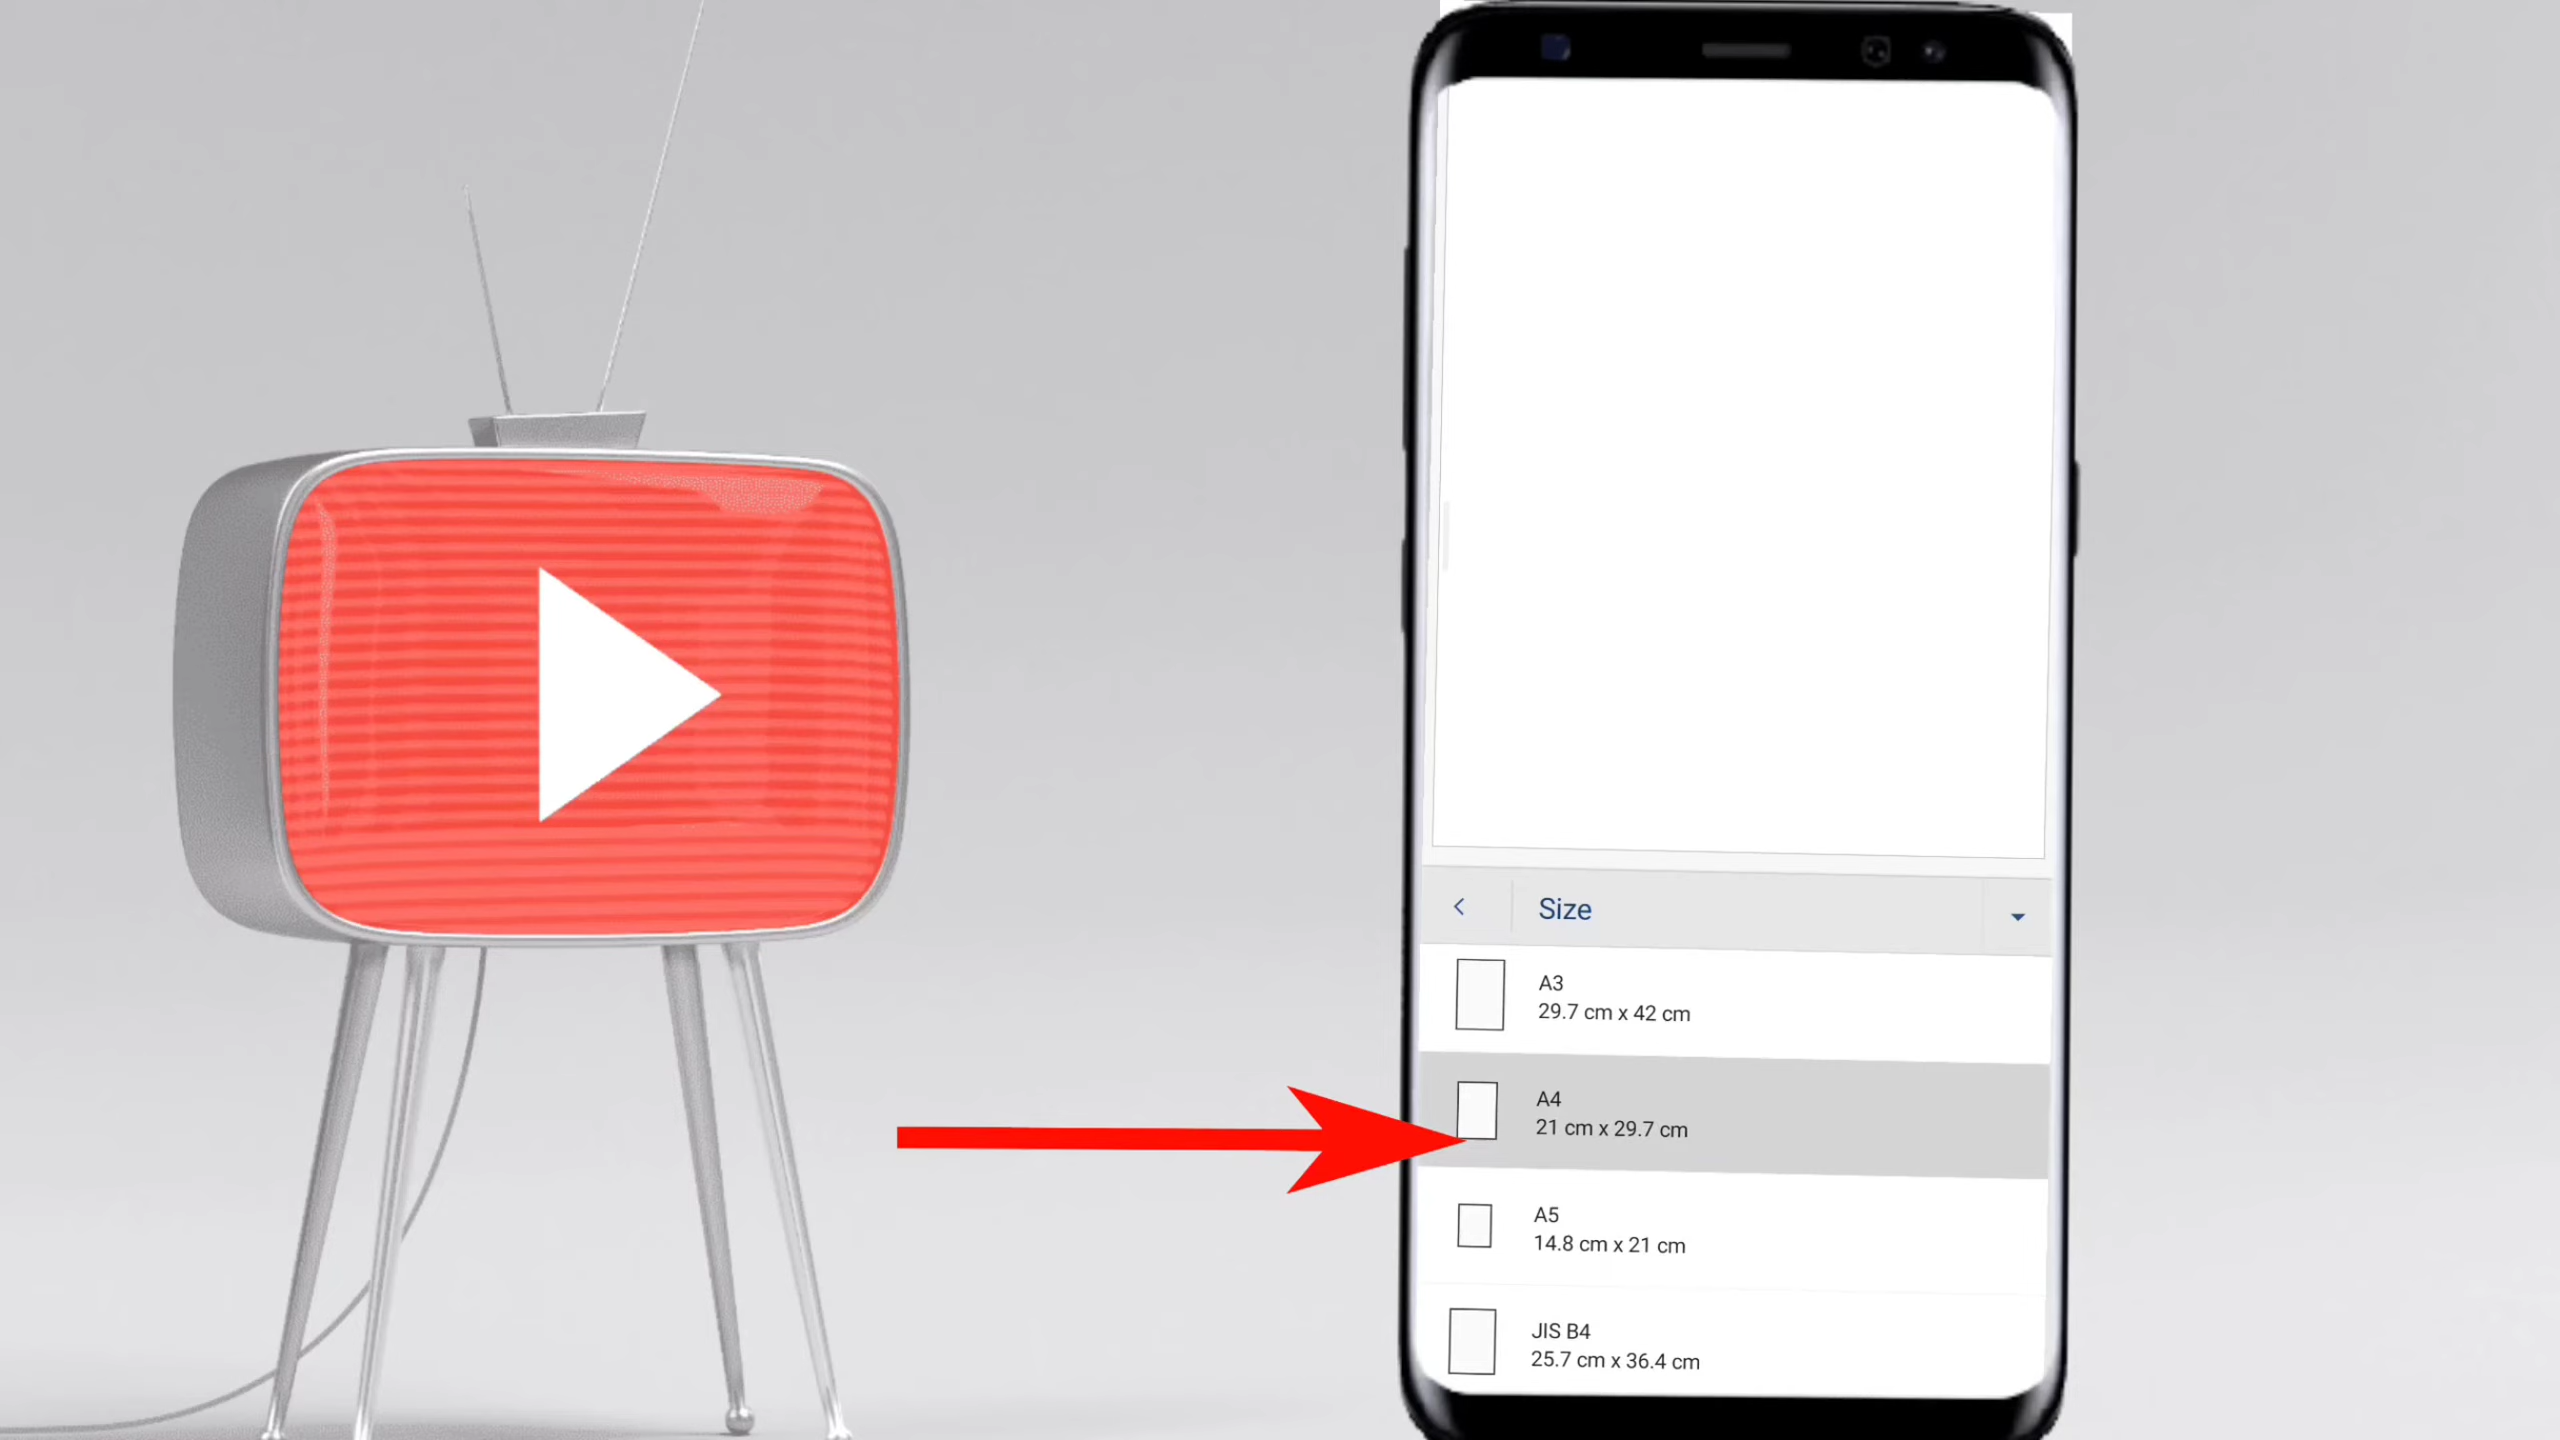 Size
A3
29.7 cm x 42 cm
A4
21 cm x 29.7 cm
A5
14.8 cm x 21 cm
JIS B4
25.7 cm x 36.4 cm